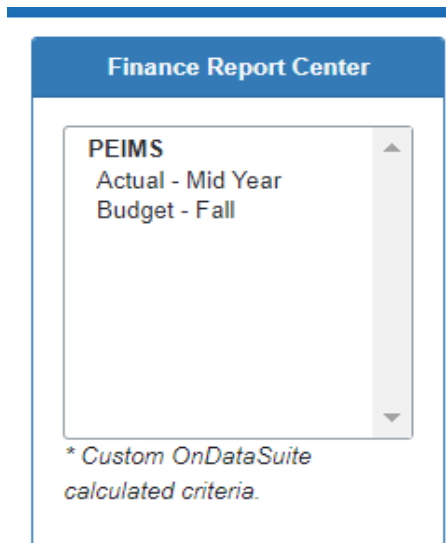 Finance Report Center
PEIMS
Actual - Mid Year
Budget - Fall
* Custom OnDataSuite
calculated criteria.